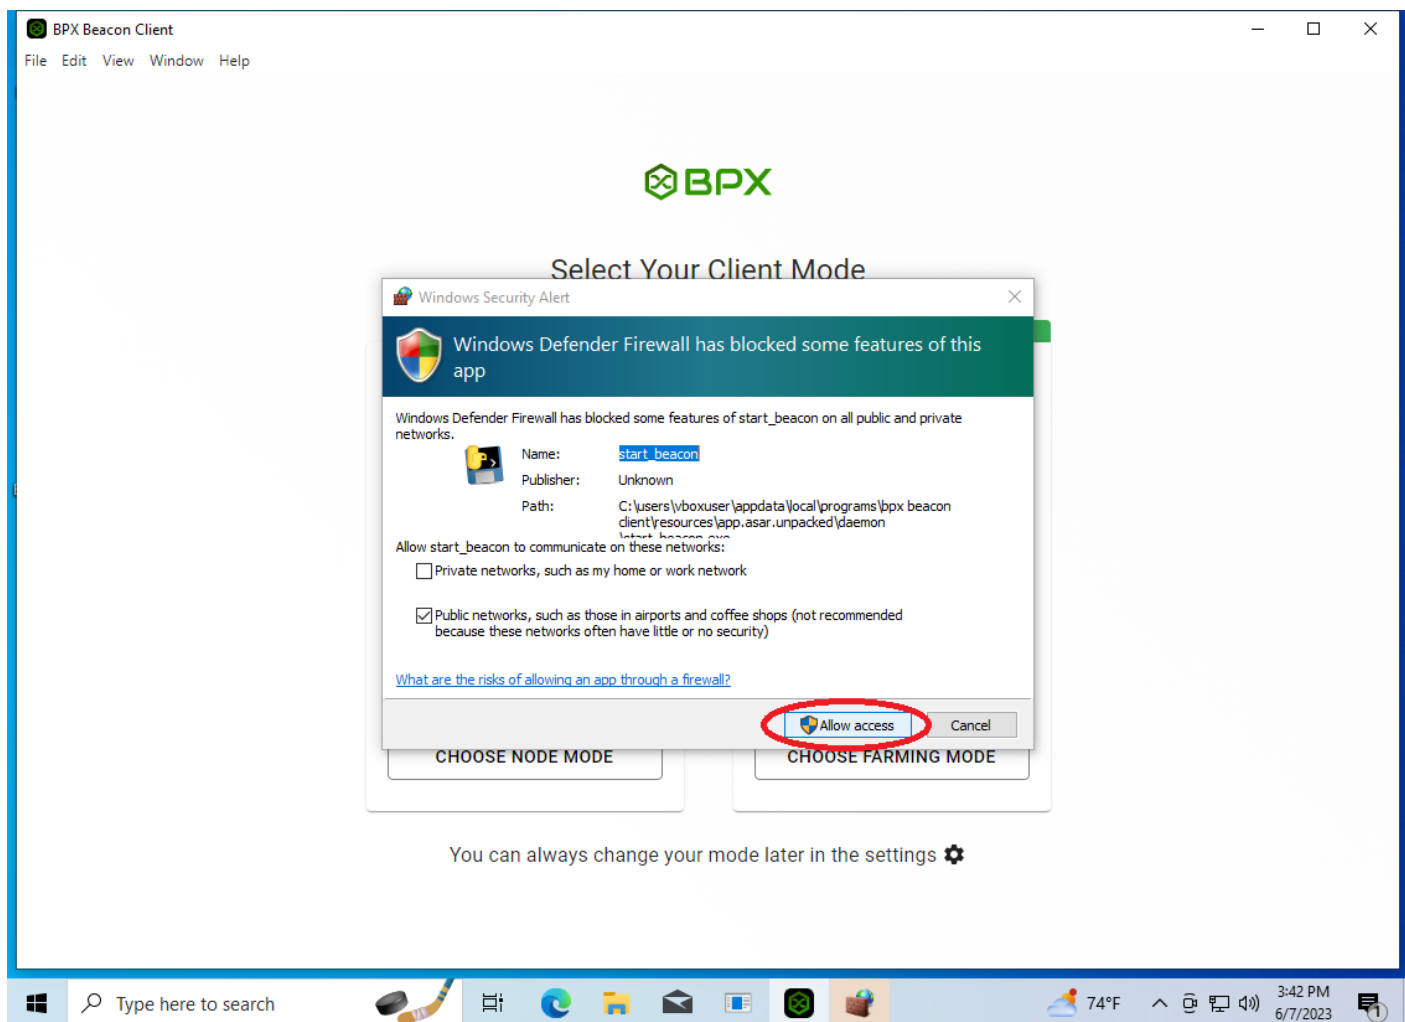 BPX Beacon Client
File Edit View Window Help
BPX
Select Your Client Mode
Windows Security Alert
Windows Defender Firewall has blocked some features of this
app
Windows Defender Firewall has blocked some features of start_beacon on all public and private
networks.
Name: start_beacon
Publisher: Unknown
Path: C:\users\vboxuser\appdata\local\programs\bpx beacon
client\resources\app.asar.unpacked\daemon
\start_beacon.exe
Allow start_beacon to communicate on these networks:
Private networks, such as my home or work network
Public networks, such as those in airports and coffee shops (not recommended
because these networks often have little or no security)
What are the risks of allowing an app through a firewall?
Allow access Cancel
CHOOSE NODE MODE CHOOSE FARMING MODE
You can always change your mode later in the settings
Type here to search
74°F
3:42 PM
6/7/2023
1